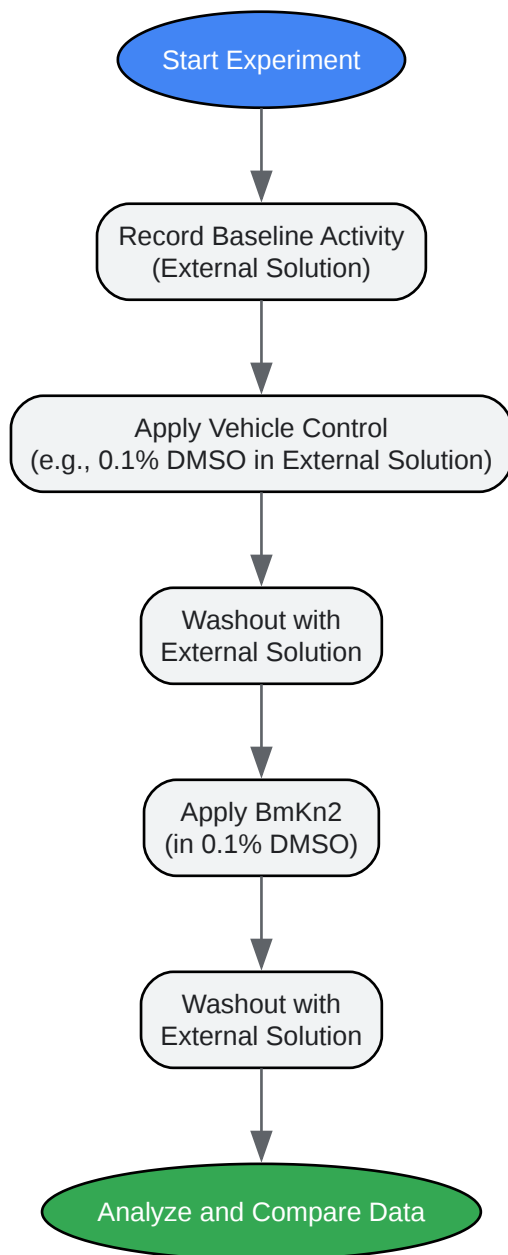 Start Experiment
Record Baseline Activity
(External Solution)
Apply Vehicle Control
(e.g., 0.1% DMSO in External Solution)
Washout with
External Solution
Apply BmKn2
(in 0.1% DMSO)
Washout with
External Solution
Analyze and Compare Data